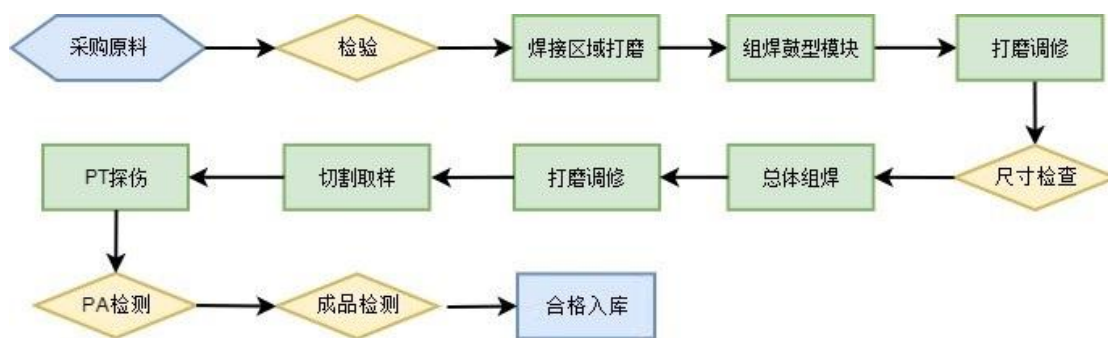 采购原料
检验
焊接区域打磨
组焊鼓型模块
打磨调修
尺寸检查
总体组焊
打磨调修
切割取样
PT探伤
PA检测
成品检测
合格入库